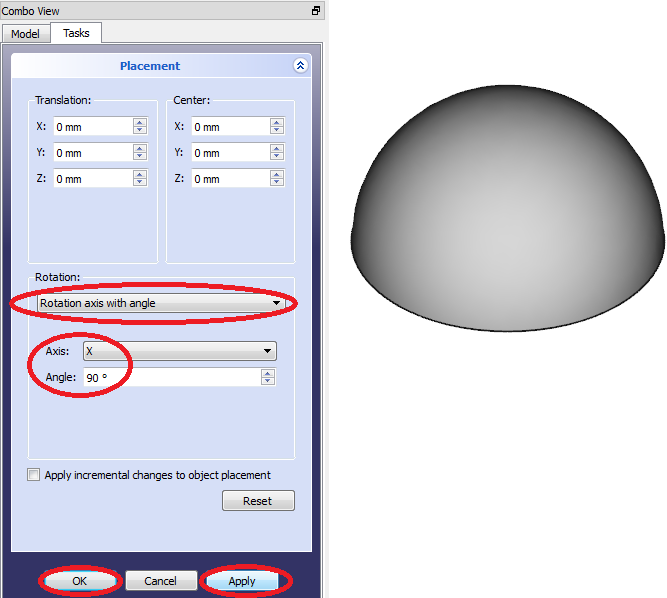 Combo View
Model Tasks
Placement
Translation: Center:
X: 0 mm X: 0 mm
Y: 0 mm Y: 0 mm
Z: 0 mm Z: 0 mm
Rotation:
Rotation axis with angle
Axis: X
Angle: 90 °
Apply incremental changes to object placement
Reset
OK Cancel Apply